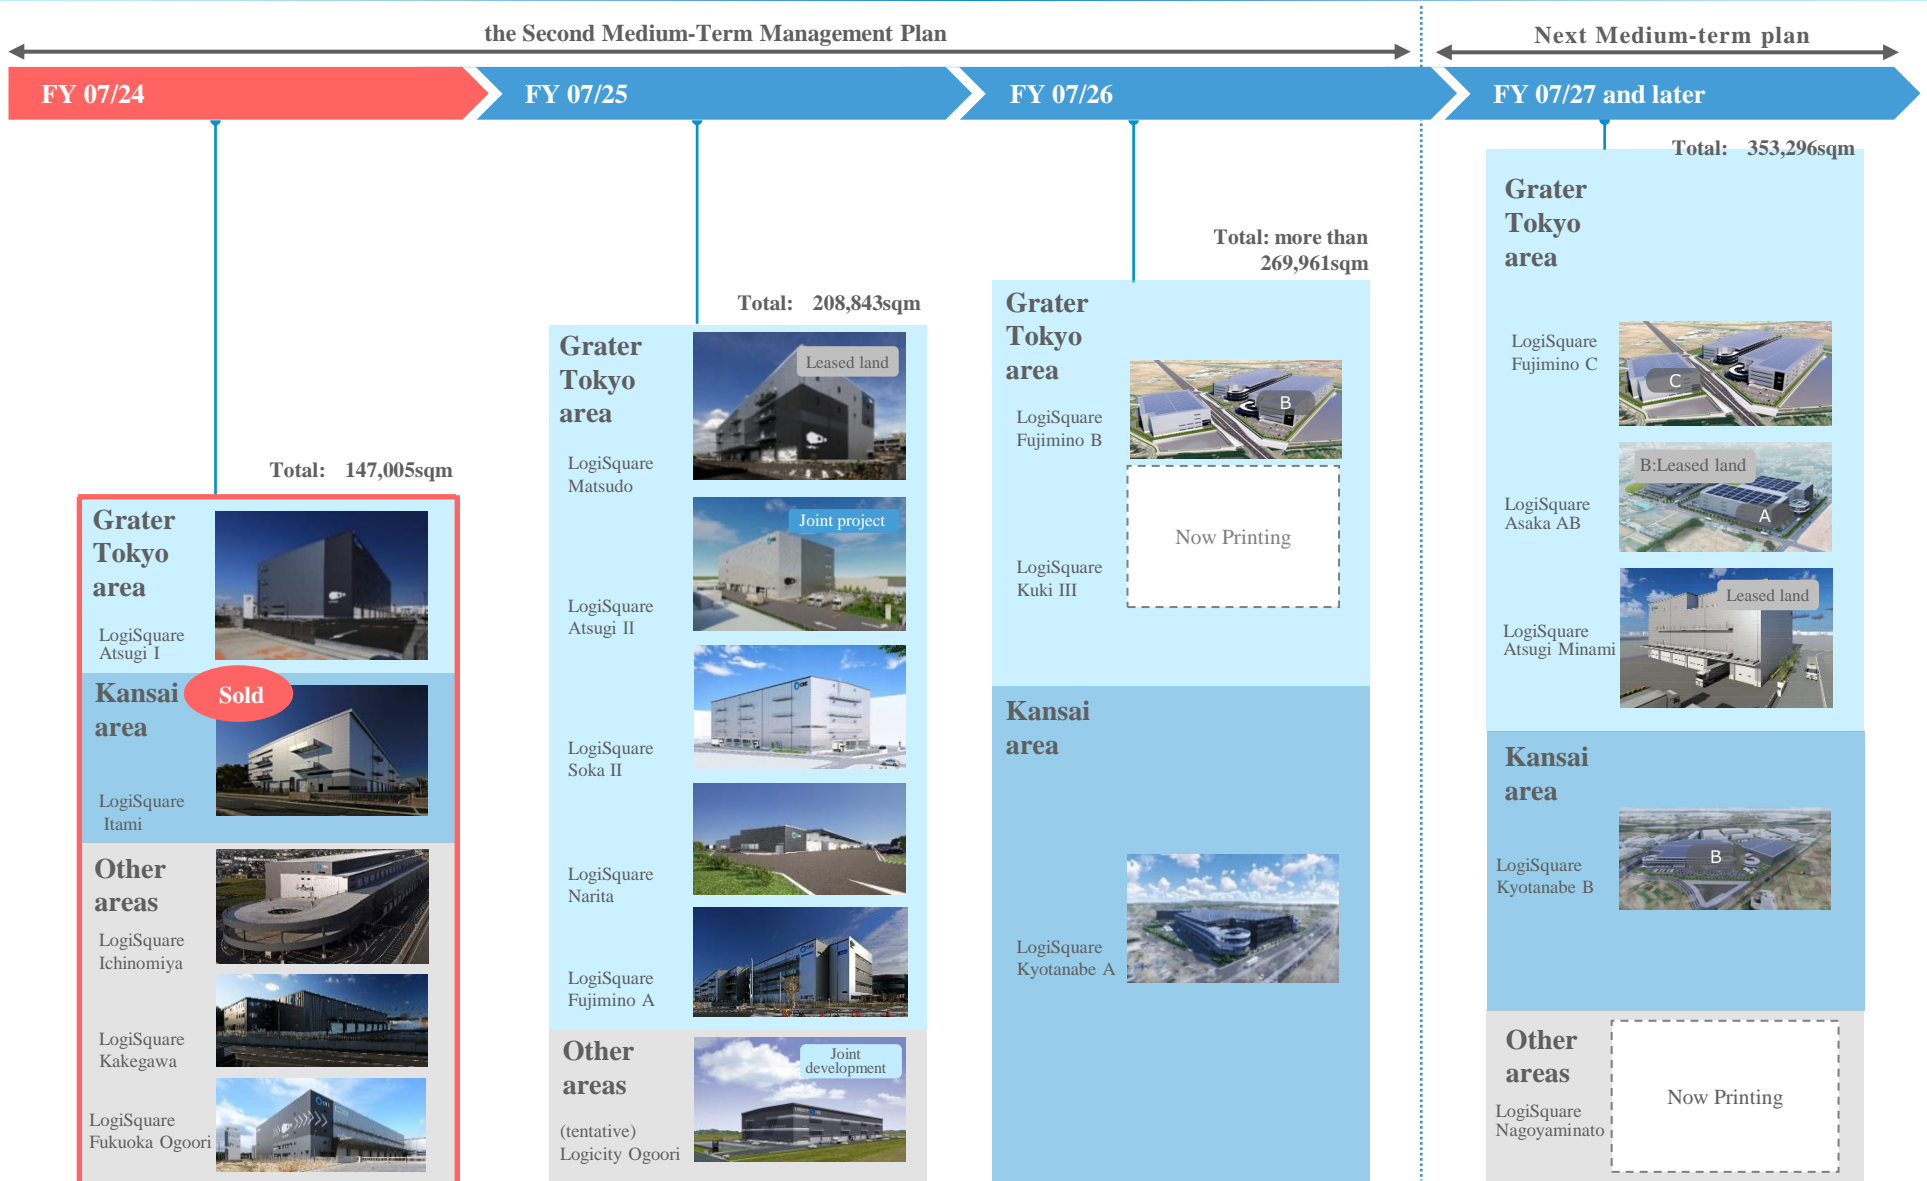 the Second Medium-Term Management Plan
Next Medium-term plan
FY 07/24
FY 07/25
FY 07/26
FY 07/27 and later
Total: 147,005sqm
Grater
Tokyo
area
LogiSquare
Atsugi I
Kansai
area
Sold
LogiSquare
Itami
Other
areas
LogiSquare
Ichinomiya
LogiSquare
Kakegawa
LogiSquare
Fukuoka Ogoori
Total: 208,843sqm
Grater
Tokyo
area
Leased land
LogiSquare
Matsudo
Joint project
LogiSquare
Atsugi II
LogiSquare
Soka II
LogiSquare
Narita
LogiSquare
Fujimino A
Other
areas
Joint
development
(tentative)
Logicity Ogoori
Total: more than
269,961sqm
Grater
Tokyo
area
LogiSquare
Fujimino B
B
Now Printing
LogiSquare
Kuki III
Kansai
area
LogiSquare
Kyotanabe A
Total: 353,296sqm
Grater
Tokyo
area
LogiSquare
Fujimino C
C
B:Leased land
LogiSquare
Asaka AB
A
Leased land
LogiSquare
Atsugi Minami
Kansai
area
LogiSquare
Kyotanabe B
B
Other
areas
LogiSquare
Nagoyaminato
Now Printing